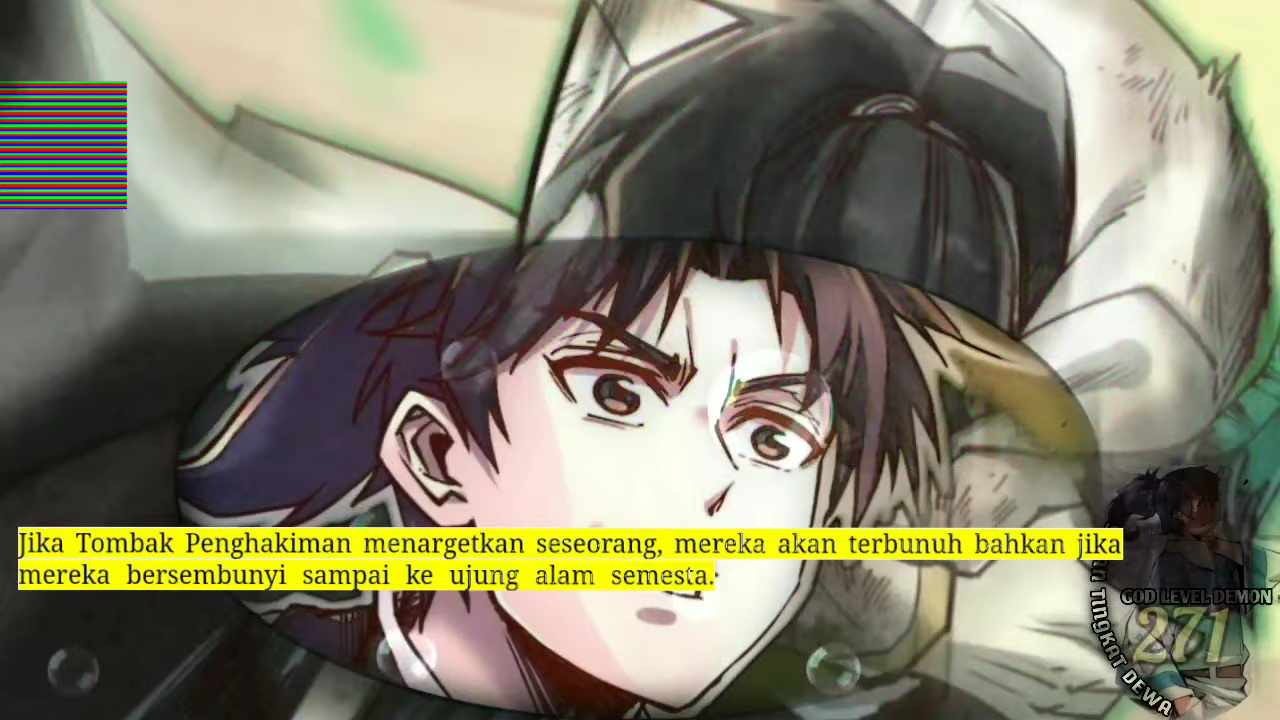 Jika Tombak Penghakiman menargetkan seseorang, mereka akan terbunuh bahkan jika
mereka bersembunyi sampai ke ujung alam semesta.
GOD LEVEL DEMON
271
TINGKAT DEWA